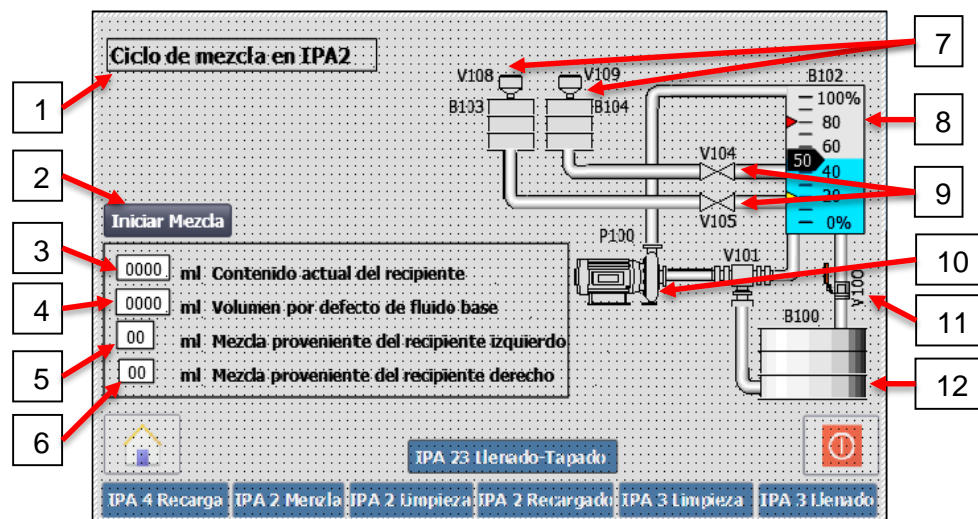 Ciclo de mezcla en IPA2
1
2
3
4
5
6
7
8
9
10
11
12
V108
V109
B102
B103
B104
100%
80
60
50
40
20
0%
V104
V105
Iniciar Mezcla
P100
V101
V100
B100
0000 ml Contenido actual del recipiente
0000 ml Volumen por defecto de fluido base
00 ml Mezcla proveniente del recipiente izquierdo
00 ml Mezcla proveniente del recipiente derecho
IPA 23 Llenado-Tapado
IPA 4 Recarga
IPA 2 Menzla
IPA 2 Limpieza
IPA 2 Recargado
IPA 3 Limpieza
IPA 3 Llenado